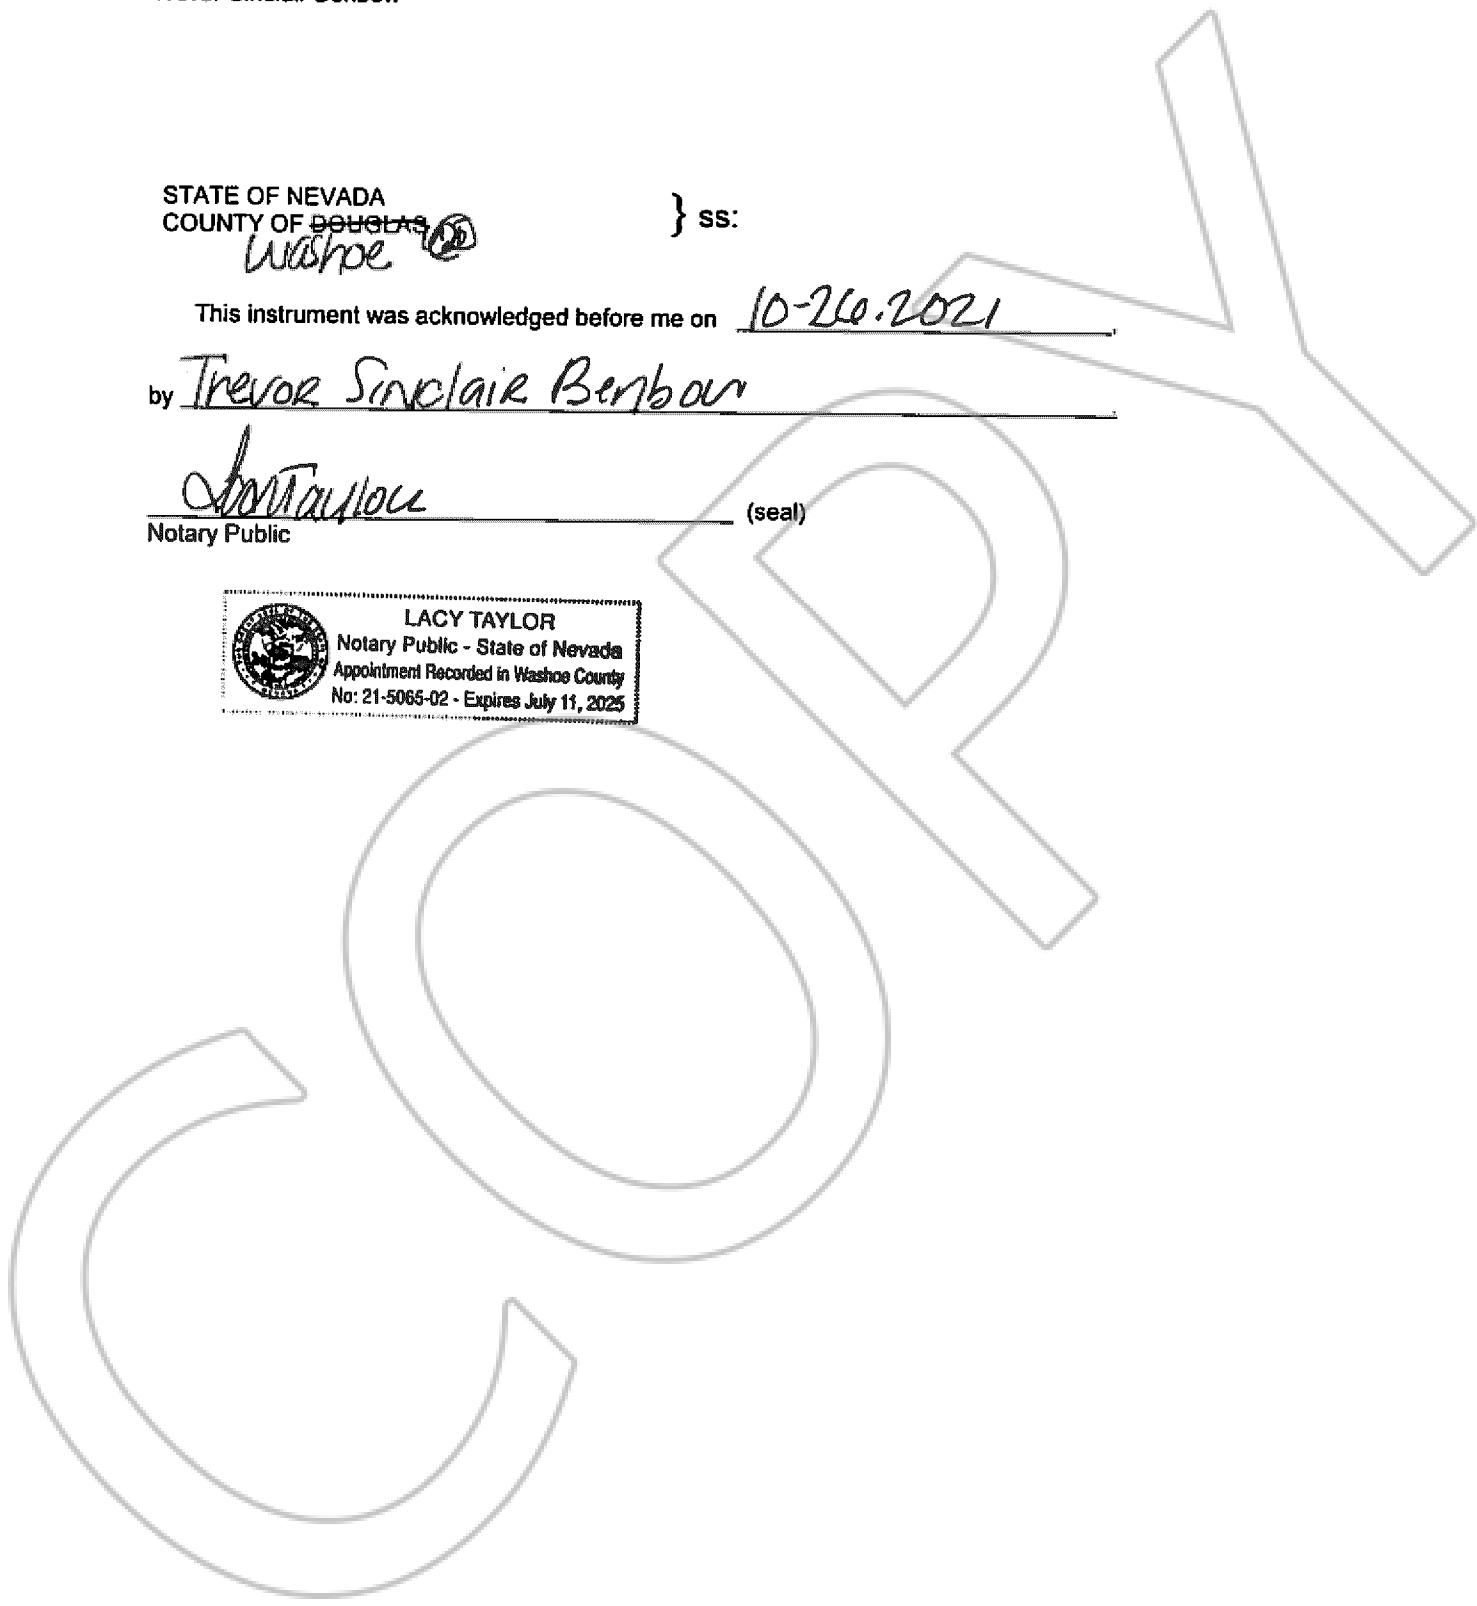 STATE OF NEVADA
COUNTY OF DOUGLAS
Washoe
} ss:
This instrument was acknowledged before me on 10-26.2021
by Trevor Sinclair Benbow
Taylor
(seal)
Notary Public
LACY TAYLOR
Notary Public - State of Nevada
Appointment Recorded in Washoe County
No: 21-5065-02 - Expires July 11, 2025
COPY